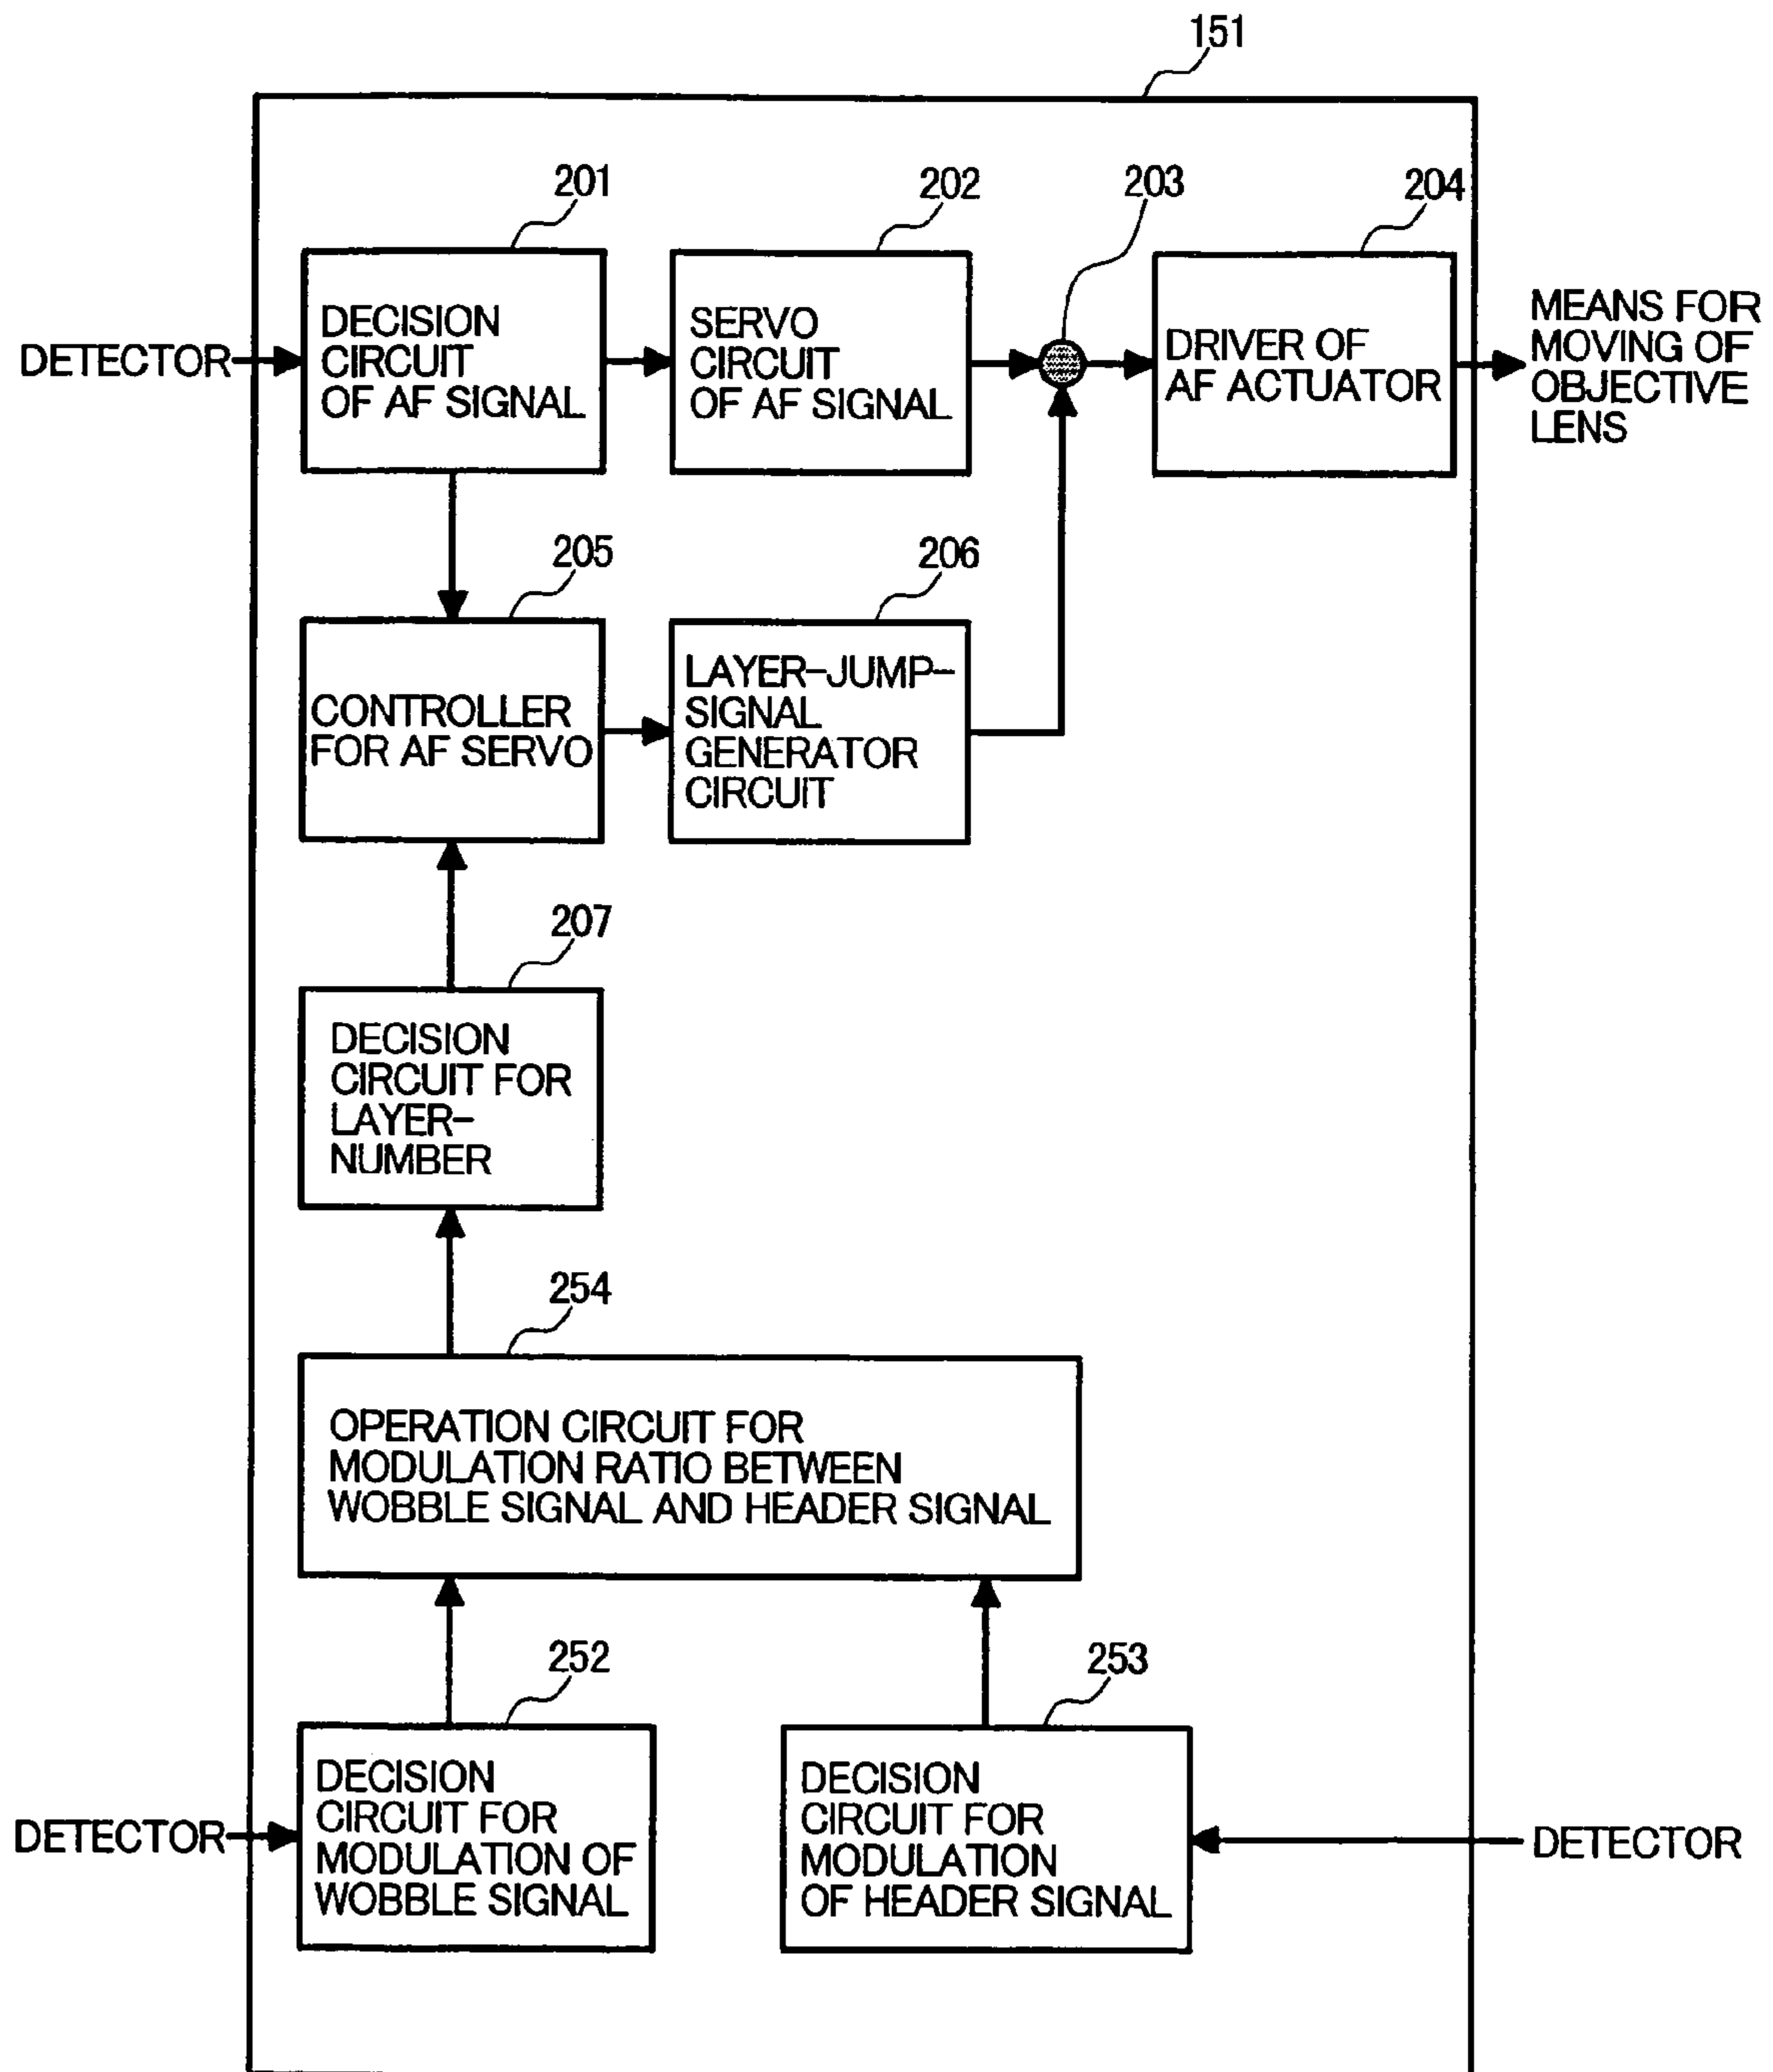 151
201
202
203
204
DETECTOR
DECISION
CIRCUIT
OF AF SIGNAL
SERVO
CIRCUIT
OF AF SIGNAL
DRIVER OF
AF ACTUATOR
MEANS FOR
MOVING OF
OBJECTIVE
LENS
205
206
CONTROLLER
FOR AF SERVO
LAYER-JUMP-
SIGNAL
GENERATOR
CIRCUIT
207
DECISION
CIRCUIT FOR
LAYER-
NUMBER
254
OPERATION CIRCUIT FOR
MODULATION RATIO BETWEEN
WOBBLE SIGNAL AND HEADER SIGNAL
252
253
DETECTOR
DECISION
CIRCUIT FOR
MODULATION OF
WOBBLE SIGNAL
DECISION
CIRCUIT FOR
MODULATION
OF HEADER SIGNAL
DETECTOR